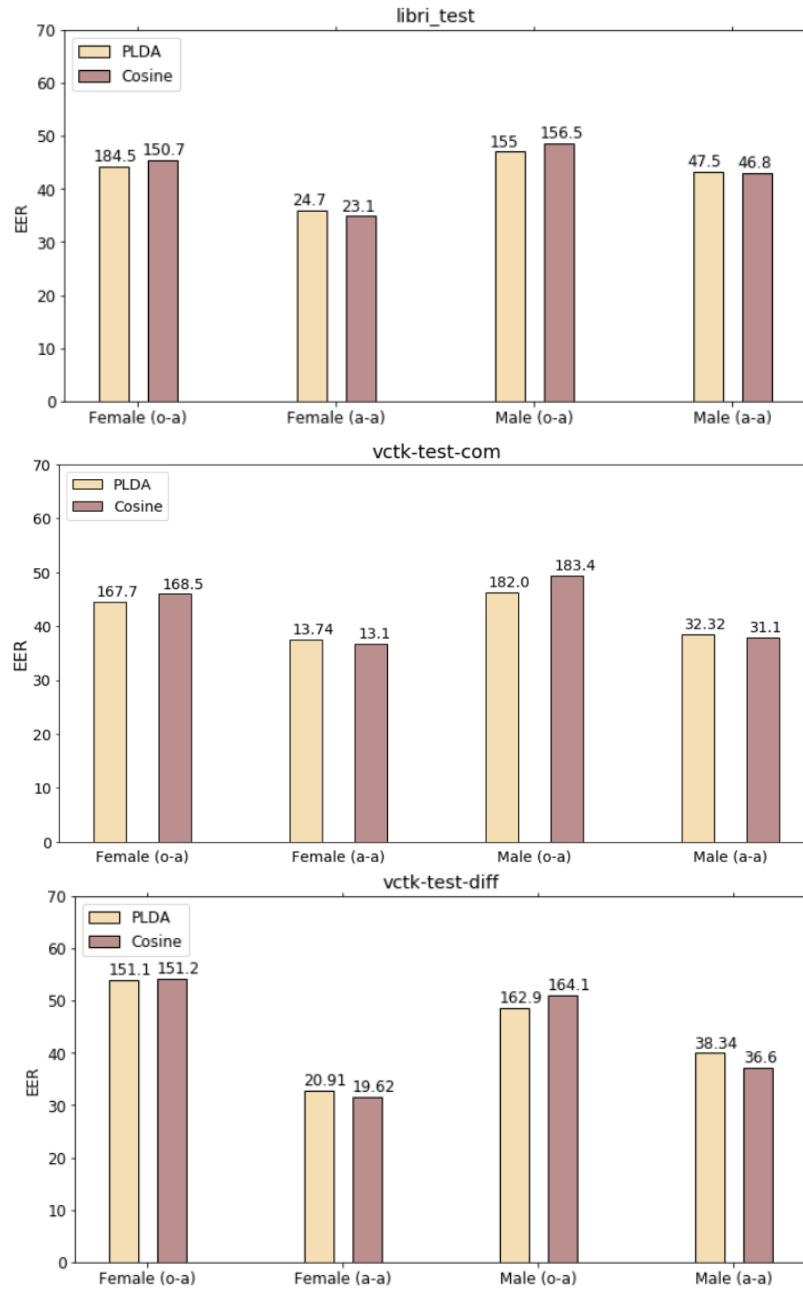 libri_test
70
60
50
40
30
20
10
0
EER
PLDA
Cosine
184.5 150.7 24.7 23.1 155 156.5 47.5 46.8
Female (o-a) Female (a-a) Male (o-a) Male (a-a)
vctk-test-com
70
60
50
40
30
20
10
0
EER
PLDA
Cosine
167.7 168.5 13.74 13.1 182.0 183.4 32.32 31.1
Female (o-a) Female (a-a) Male (o-a) Male (a-a)
vctk-test-diff
70
60
50
40
30
20
10
0
EER
PLDA
Cosine
151.1 151.2 20.91 19.62 162.9 164.1 38.34 36.6
Female (o-a) Female (a-a) Male (o-a) Male (a-a)